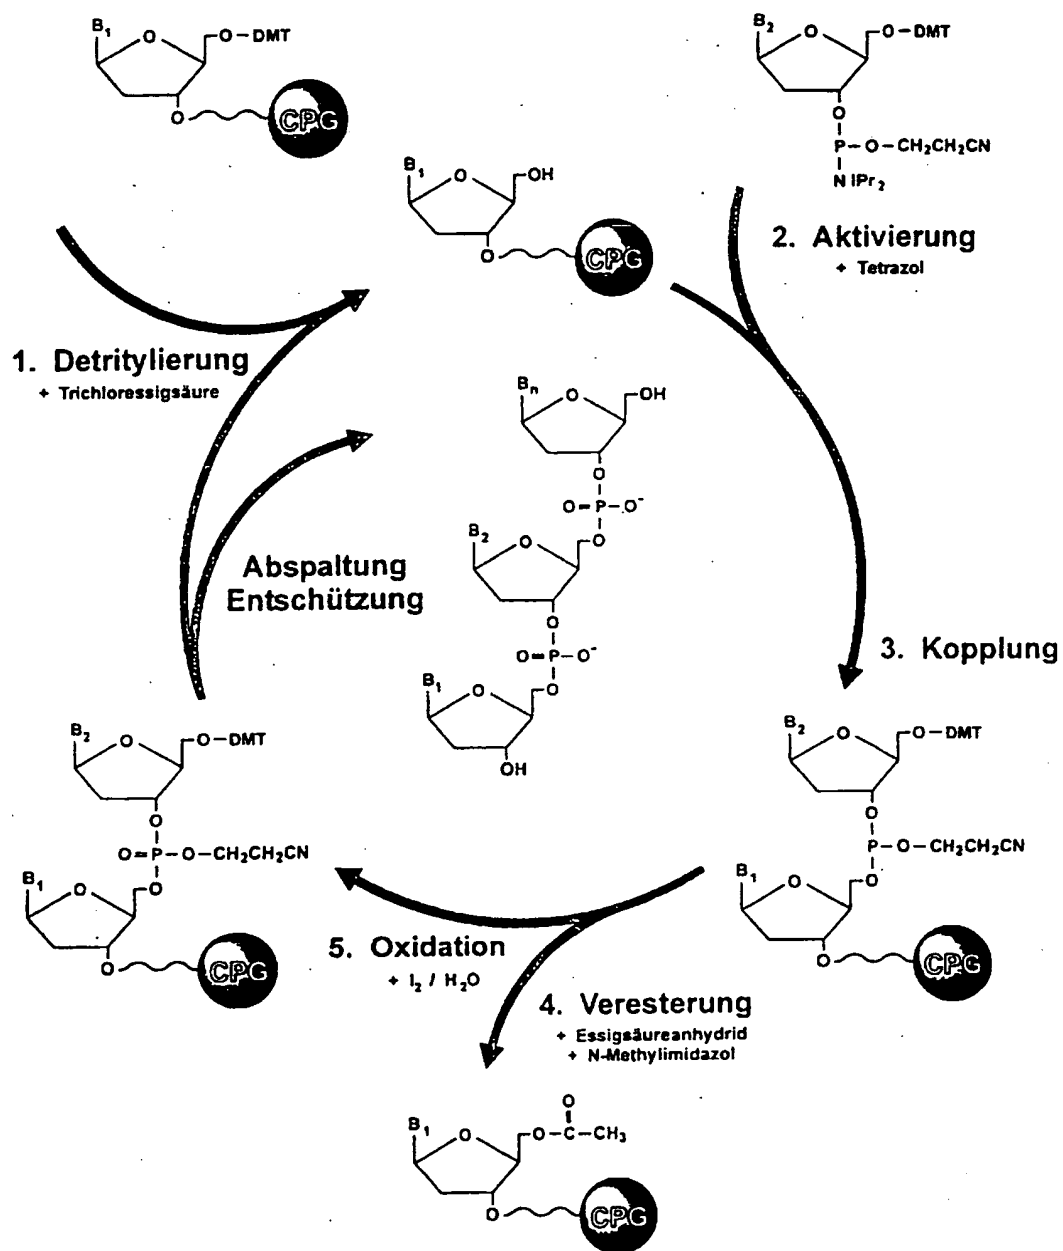 B1
O
O–DMT
O
CPG
B2
O
O–DMT
O
P–O–CH2CH2CN
N iPr2
B1
O
OH
O
CPG
2. Aktivierung
+ Tetrazol
1. Detritylierung
+ Trichloressigsäure
Bn
O
OH
O
O=P–O-
O
B2
O
O
O=P–O-
O
B1
O
OH
Abspaltung
Entschützung
3. Kopplung
B2
O
O–DMT
O
O=P–O–CH2CH2CN
O
B1
O
O
CPG
B2
O
O–DMT
O
P–O–CH2CH2CN
O
B1
O
O
CPG
5. Oxidation
+ I2 / H2O
4. Veresterung
+ Essigsäureanhydrid
+ N-Methylimidazol
O
B1
O
O–C–CH3
O
CPG